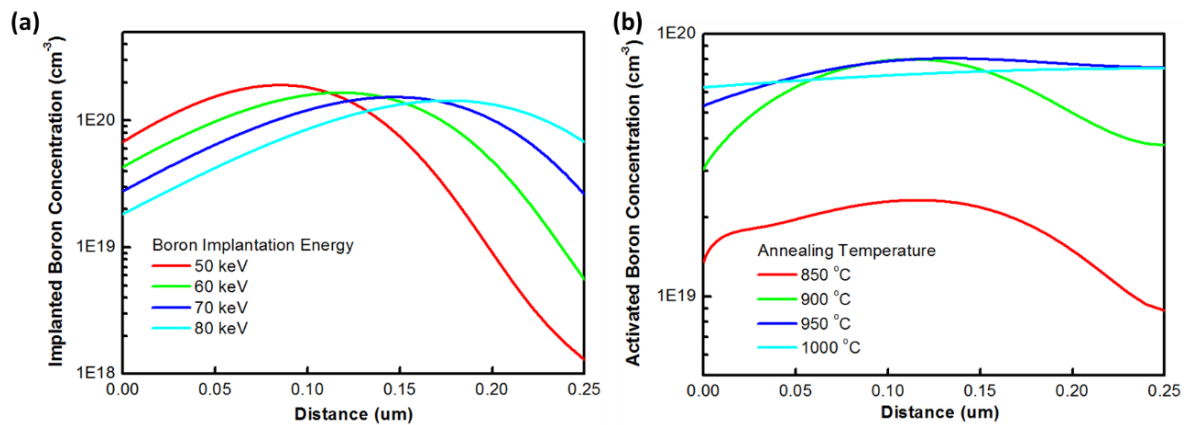 (a)
Implanted Boron Concentration (cm⁻³)
1E20
1E19
1E18
Boron Implantation Energy
50 keV
60 keV
70 keV
80 keV
0.00 0.05 0.10 0.15 0.20 0.25
Distance (um)
(b)
Activated Boron Concentration (cm⁻³)
1E20
1E19
Annealing Temperature
850 °C
900 °C
950 °C
1000 °C
0.00 0.05 0.10 0.15 0.20 0.25
Distance (um)